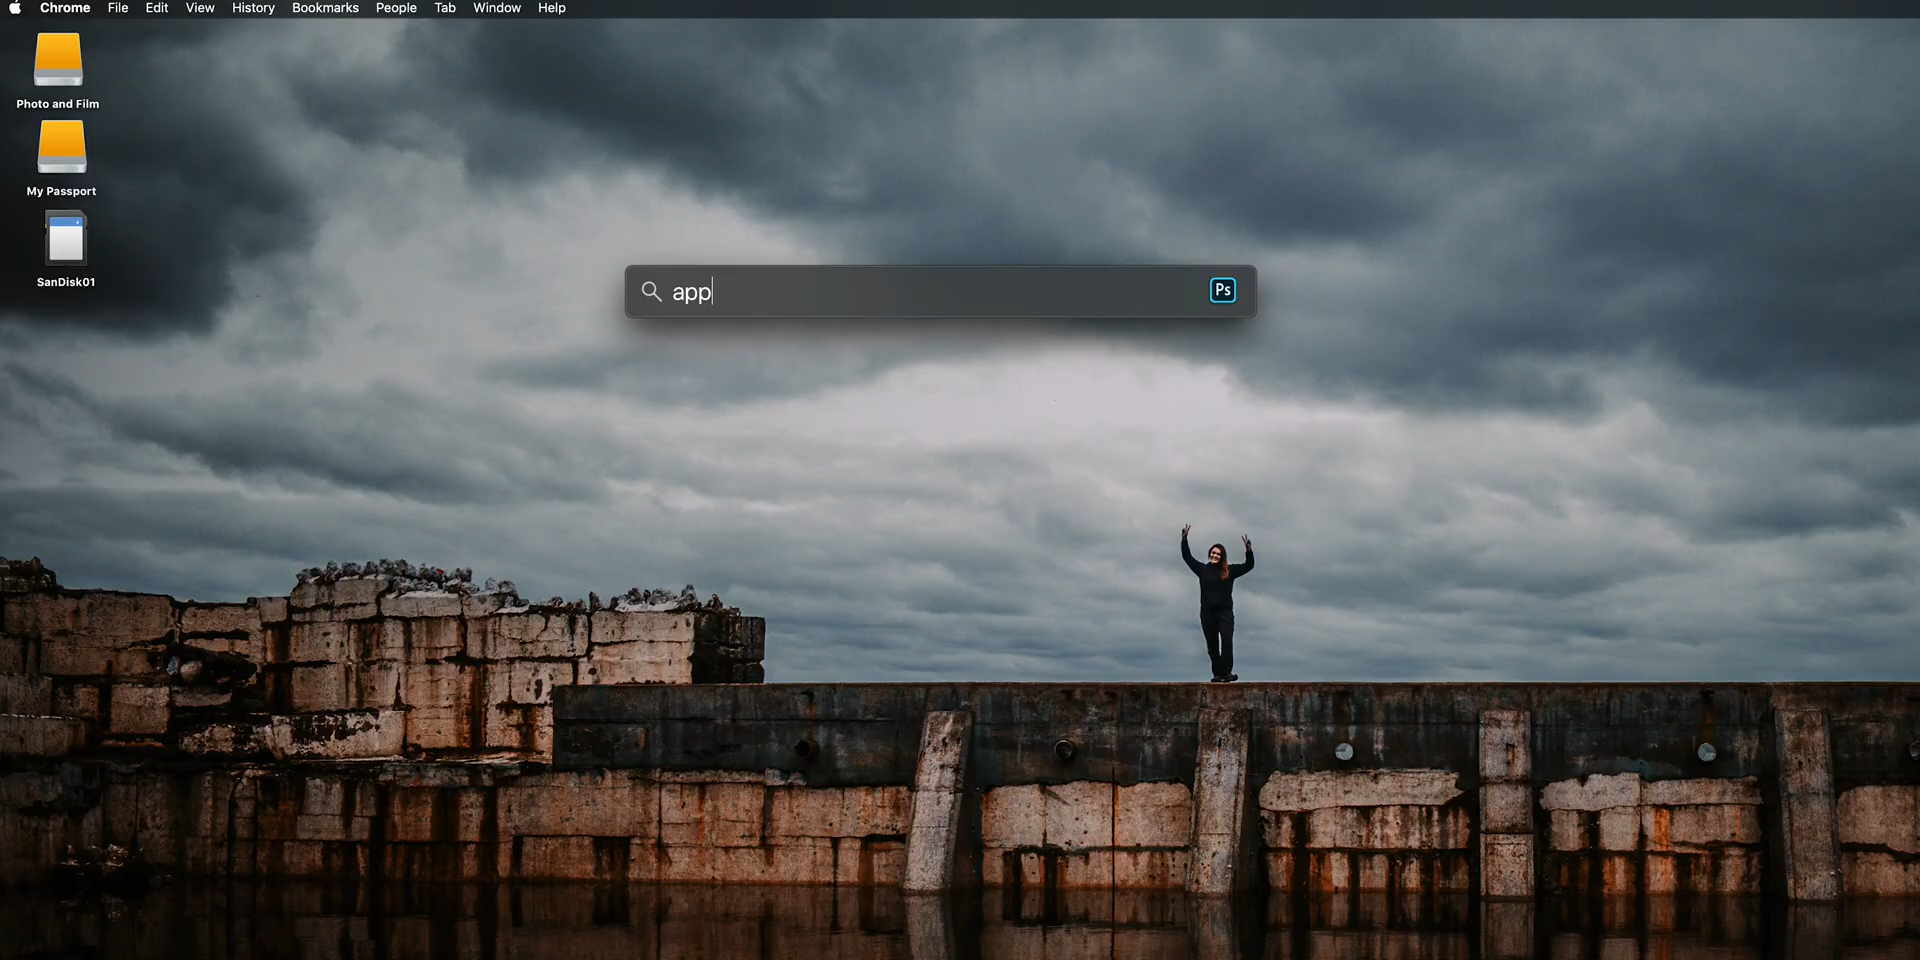 Chrome File Edit View History Bookmarks People Tab Window Help
Photo and Film
My Passport
SanDisk01
app
Ps